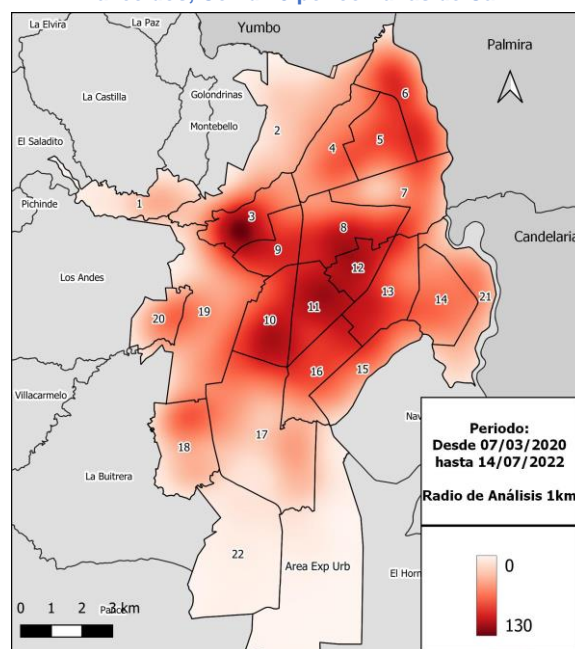 La Elvira
La Paz
Yumbo
Palmira
La Castilla
Golondrinas
Montebello
El Saladito
Pichinde
Candelaria
Los Andes
Villacarmelo
La Buitrera
Area Exp Urb
El Horm
1
2
3
4
5
6
7
8
9
10
11
12
13
14
15
16
17
18
19
20
21
22
Periodo:
Desde 07/03/2020
hasta 14/07/2022
Radio de Análisis 1km
0
130
0 1 2 3 km